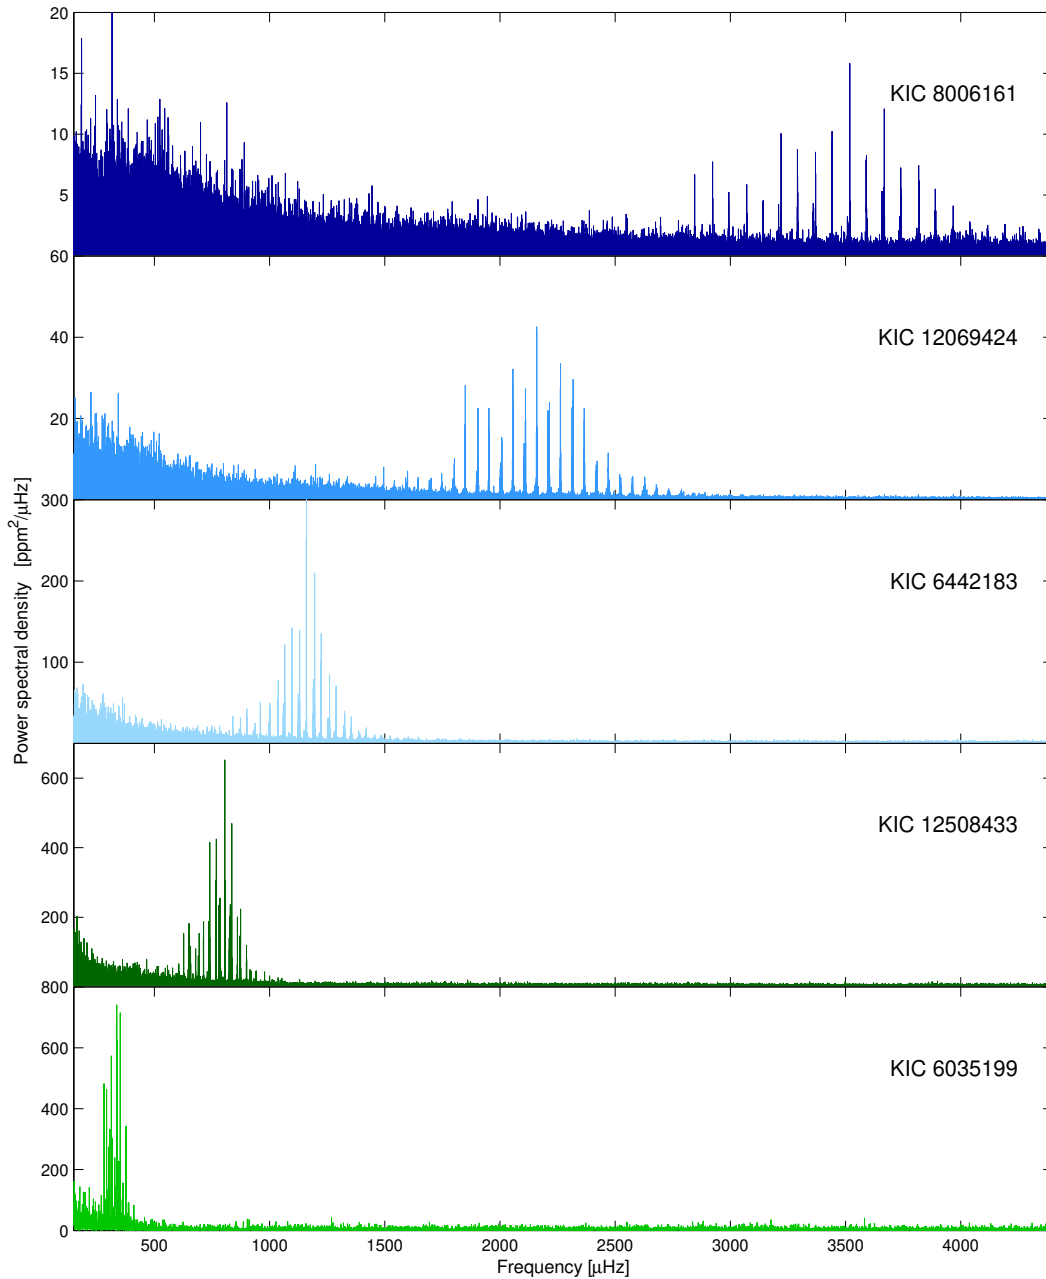 20
15
10
5
KIC 8006161
60
40
20
KIC 12069424
300
200
100
KIC 6442183
Power spectral density [ppm²/μHz]
600
400
200
KIC 12508433
800
600
400
200
0
KIC 6035199
500 1000 1500 2000 2500 3000 3500 4000
Frequency [μHz]